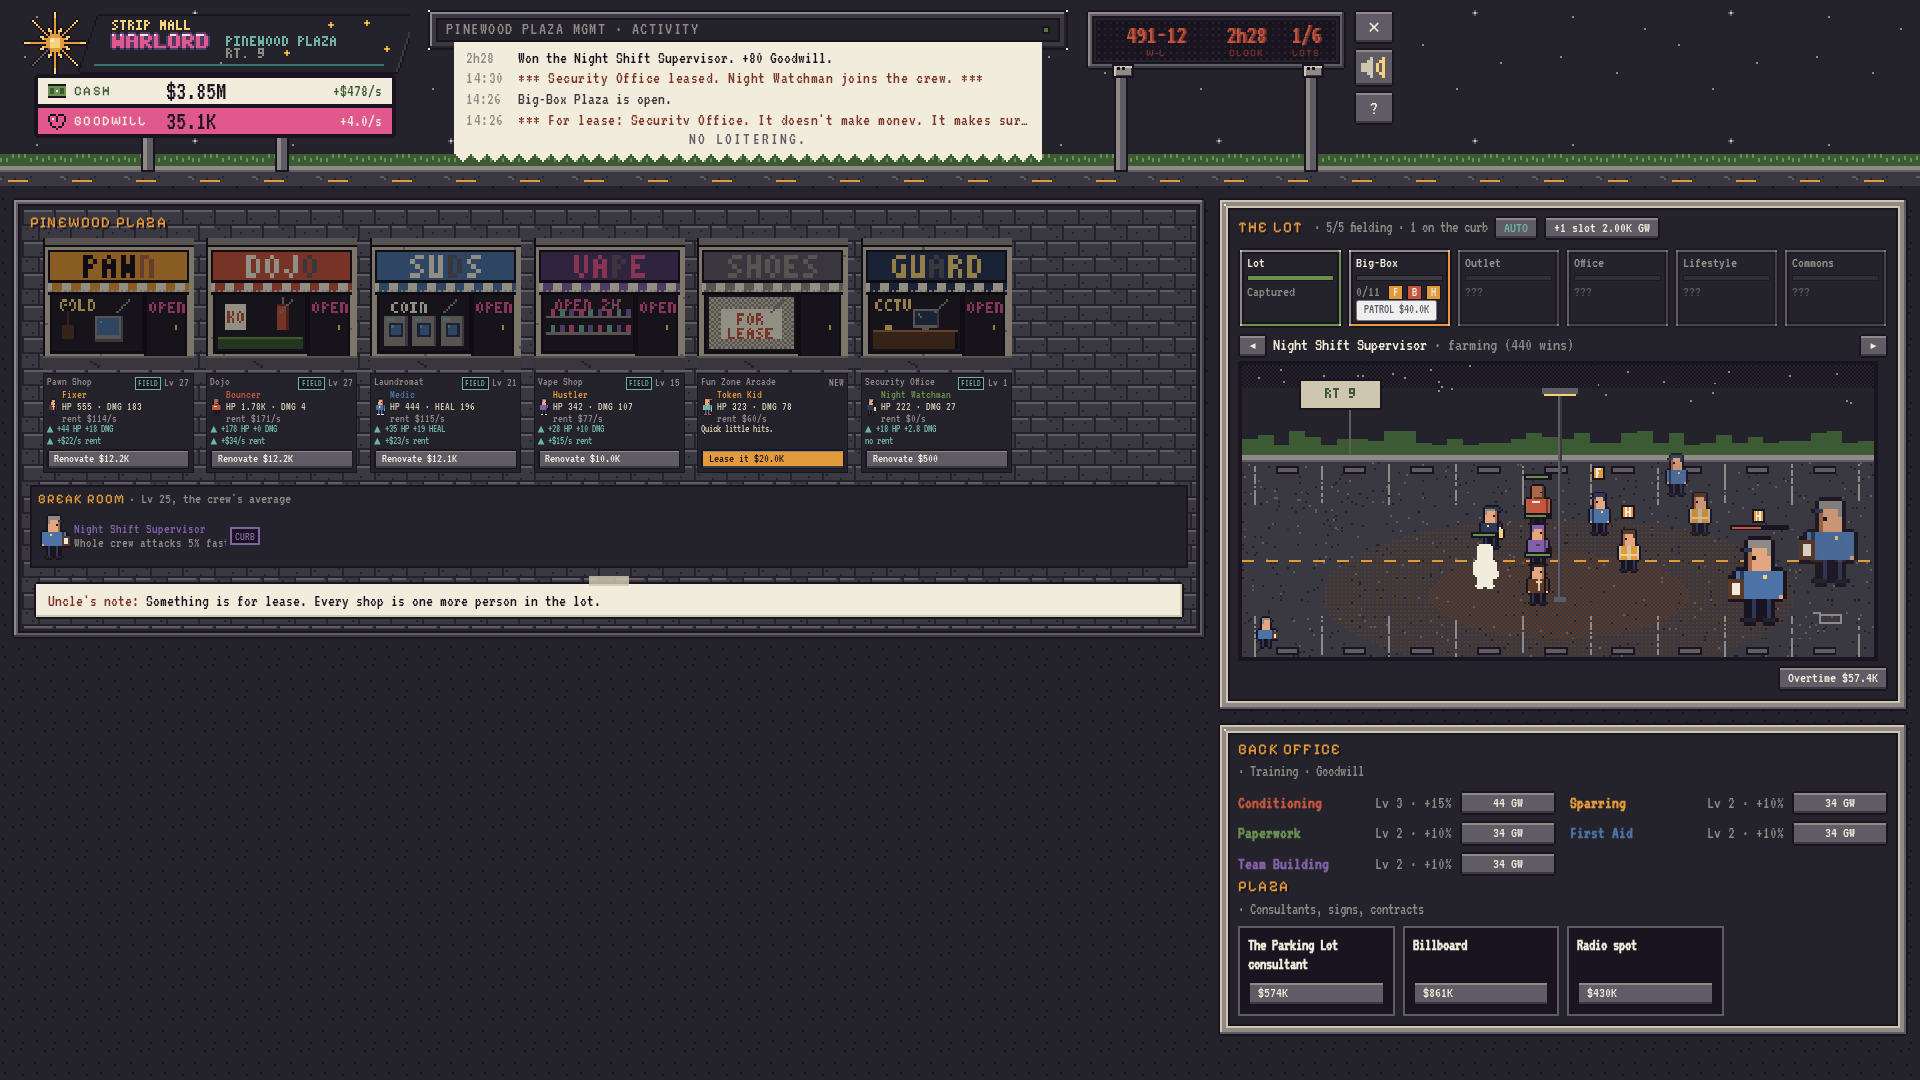 STRIP MALL
WARLORD
PINEWOOD PLAZA
RT. 9
CASH $3.85M +$478/s
GOODWILL 35.1K +4.0/s
PINEWOOD PLAZA MGMT · ACTIVITY
2h28 Won the Night Shift Supervisor. +80 Goodwill.
14:30 *** Security Office leased. Night Watchman joins the crew. ***
14:26 Big-Box Plaza is open.
14:26 *** For lease: Security Office. It doesn't make money. It makes sur…
NO LOITERING.
491-12 2h28 1/6
W-L CLOCK LOTS
×
?
PINEWOOD PLAZA
PAWN DOJO SUDS VAPE SHOES GUARD
GOLD OPEN
KO OPEN
COIN OPEN
OPEN 2K OPEN
FOR LEASE
CCTV OPEN
Pawn Shop FIELD Lv 27
Fixer
HP 555 · DMG 183
rent $114/s
▲ +44 HP +18 DMG
▲ +$22/s rent
Renovate $12.2K
Dojo FIELD Lv 27
Bouncer
HP 1.78K · DMG 4
rent $171/s
▲ +178 HP +0 DMG
▲ +$34/s rent
Renovate $12.2K
Laundromat FIELD Lv 21
Medic
HP 444 · HEAL 196
rent $115/s
▲ +35 HP +19 HEAL
▲ +$23/s rent
Renovate $12.1K
Vape Shop FIELD Lv 15
Hustler
HP 342 · DMG 107
rent $77/s
▲ +28 HP +10 DMG
▲ +$15/s rent
Renovate $10.0K
Fun Zone Arcade NEW
Token Kid
HP 323 · DMG 78
rent $60/s
Quick little hits.
Lease it $20.0K
Security Office FIELD Lv 1
Night Watchman
HP 222 · DMG 27
rent $0/s
▲ +18 HP +2.8 DMG
no rent
Renovate $500
BREAK ROOM · Lv 25, the crew's average
Night Shift Supervisor
Whole crew attacks 5% fas
CURB
Uncle's note: Something is for lease. Every shop is one more person in the lot.
THE LOT · 5/5 fielding · 1 on the curb AUTO +1 slot 2.00K GW
Lot
Captured
Big-Box
0/11 F B H
PATROL $40.0K
Outlet
???
Office
???
Lifestyle
???
Commons
???
◄ Night Shift Supervisor · farming (440 wins) ►
RT 9
F
H
H
Overtime $57.4K
BACK OFFICE
· Training · Goodwill
Conditioning Lv 3 · +15% 44 GW
Sparring Lv 2 · +10% 34 GW
Paperwork Lv 2 · +10% 34 GW
First Aid Lv 2 · +10% 34 GW
Team Building Lv 2 · +10% 34 GW
PLAZA
· Consultants, signs, contracts
The Parking Lot
consultant
$574K
Billboard
$861K
Radio spot
$430K